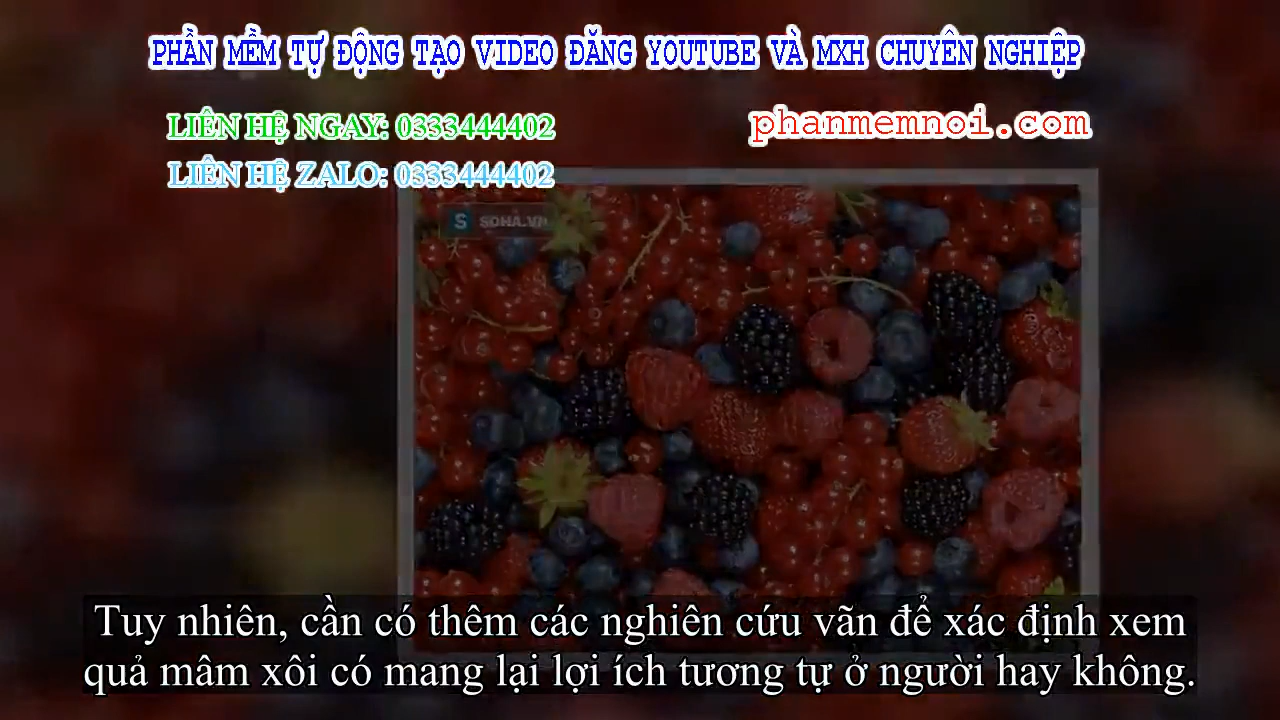 PHẦN MỀM TỰ ĐỘNG TẠO VIDEO ĐĂNG YOUTUBE VÀ MXH CHUYÊN NGHIỆP
LIÊN HỆ NGAY: 0333444402
phanmemnoi.com
LIÊN HỆ ZALO: 0333444402
S SOHA.VN
Tuy nhiên, cần có thêm các nghiên cứu vãn để xác định xem
quả mâm xôi có mang lại lợi ích tương tự ở người hay không.